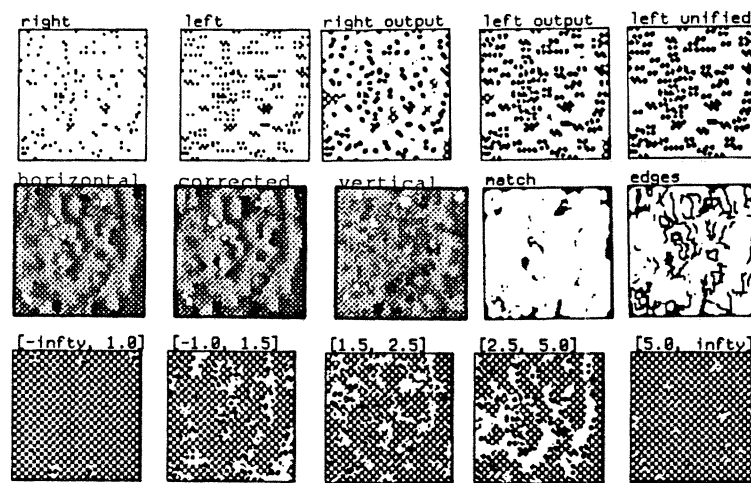 right left right output left output left unified
horizontal corrected vertical match edges
[-infty, 1.0] [-1.0, 1.5] [1.5, 2.5] [2.5, 5.0] [5.0, infty]